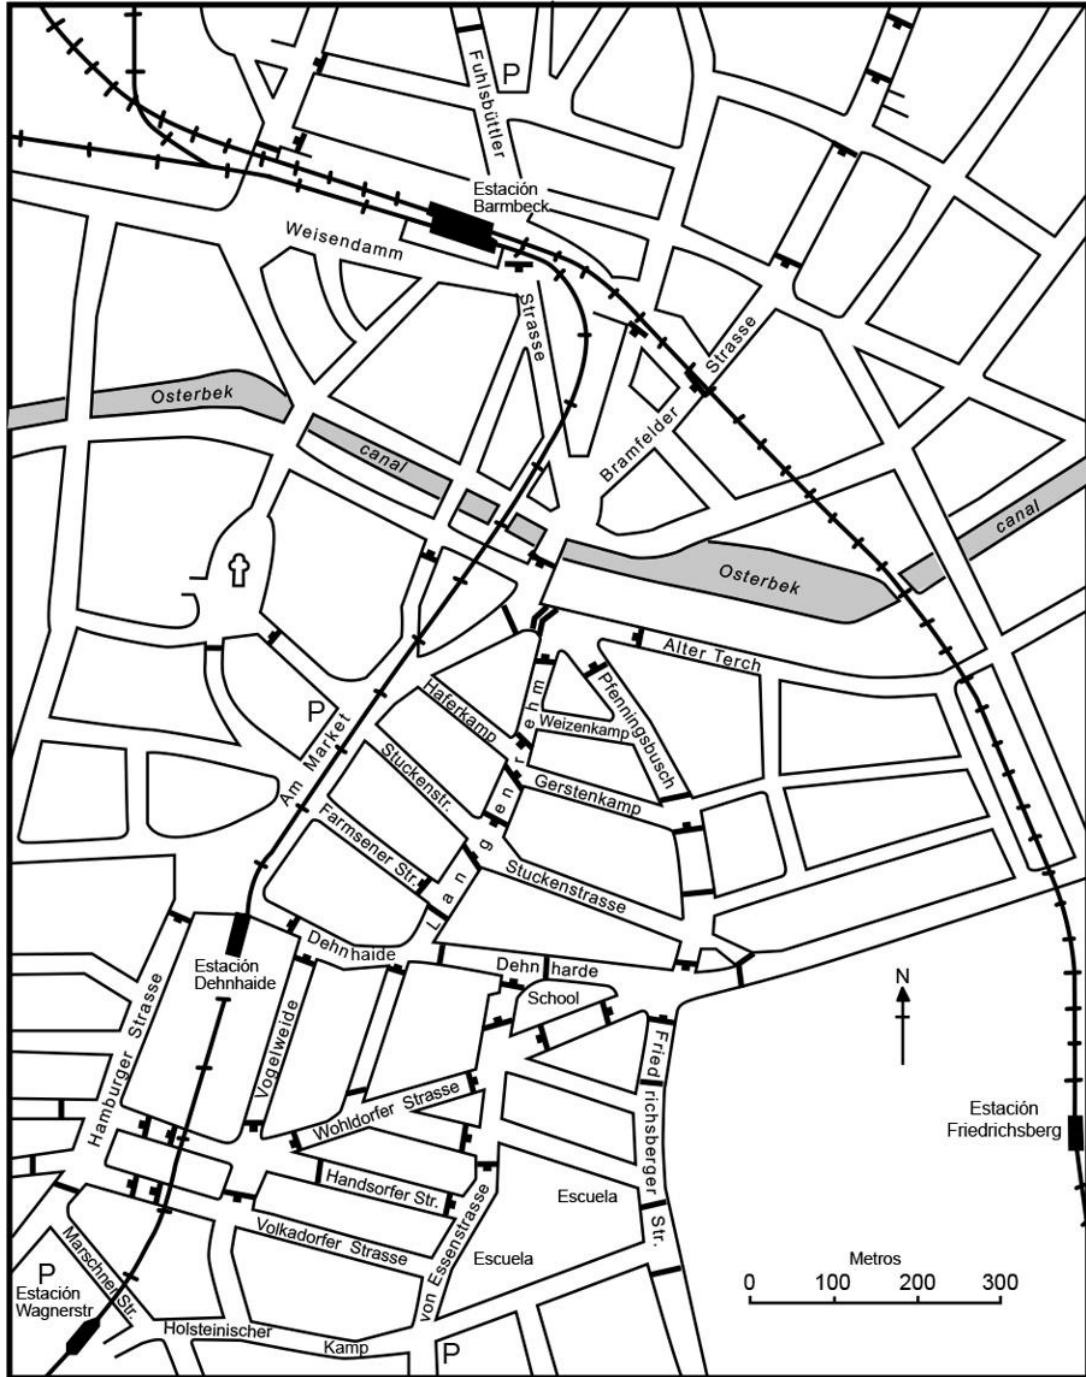 Fuhlsbüttler
P
Estación
Barmbeck
Weisendamm
Strasse
Strasse
Bramfelder
Osterbek
canal
canal
Osterbek
Alter Terch
Pfenningsbusch
Haferkamp
Weizenkamp
Langenrehm
P
Am Market
Stuckenstr.
Gerstenkamp
Farmsener Str.
Stuckenstrasse
Dehnhaide
Dehnharde
Estación
Dehnhaide
School
N
Hamburger Strasse
Vogelweide
Friedrichsberger Str.
Wohldorfer Strasse
Estación
Friedrichsberg
Handsorfer Str.
Escuela
Volkadorfer Strasse
von Essenstrasse
Escuela
Marschner Str.
P
Estación
Wagnerstr
Metros
0 100 200 300
Holsteinischer
Kamp
P